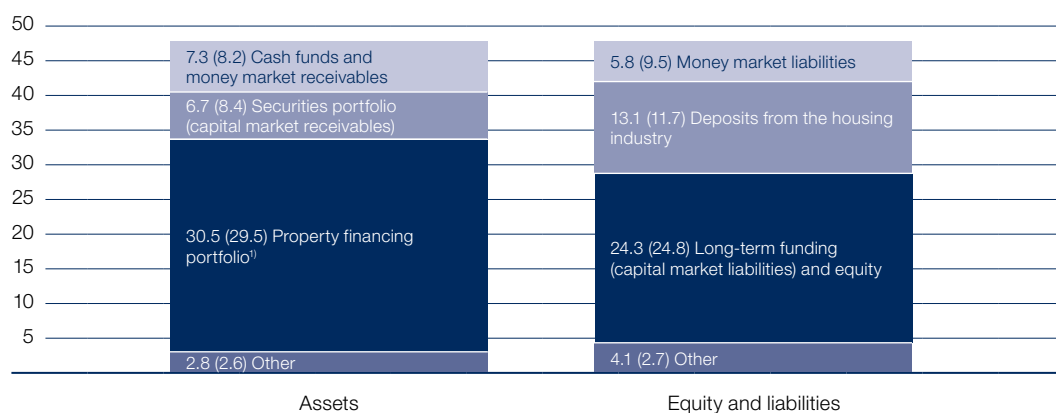 50
45
40
35
30
25
20
15
10
5
7.3 (8.2) Cash funds and
money market receivables
6.7 (8.4) Securities portfolio
(capital market receivables)
30.5 (29.5) Property financing
portfolio¹⁾
2.8 (2.6) Other
Assets
5.8 (9.5) Money market liabilities
13.1 (11.7) Deposits from the housing
industry
24.3 (24.8) Long-term funding
(capital market liabilities) and equity
4.1 (2.7) Other
Equity and liabilities